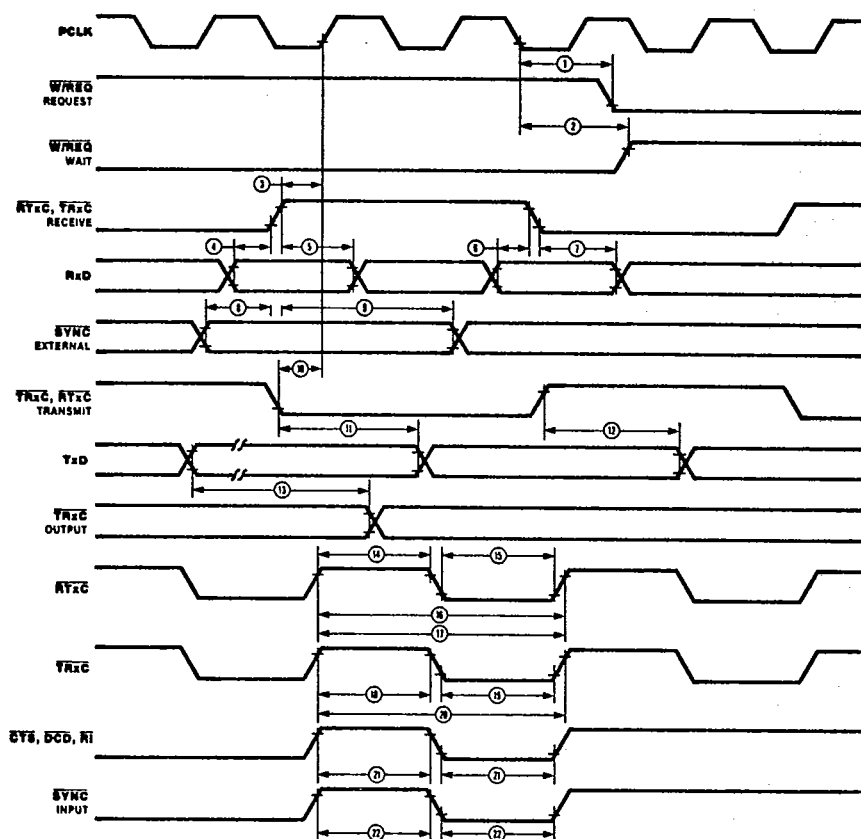 PCLK
1
W/REQ
REQUEST
2
W/REQ
WAIT
3
RTxC, TRxC
RECEIVE
4 5 6 7
RxD
8 9
SYNC
EXTERNAL
10
TRxC, RTxC
TRANSMIT
11 12
TxD
13
TRxC
OUTPUT
14 15
RTxC
16
17
TRxC
18 19
20
CTS, DCD, RI
21 21
SYNC
INPUT
22 22